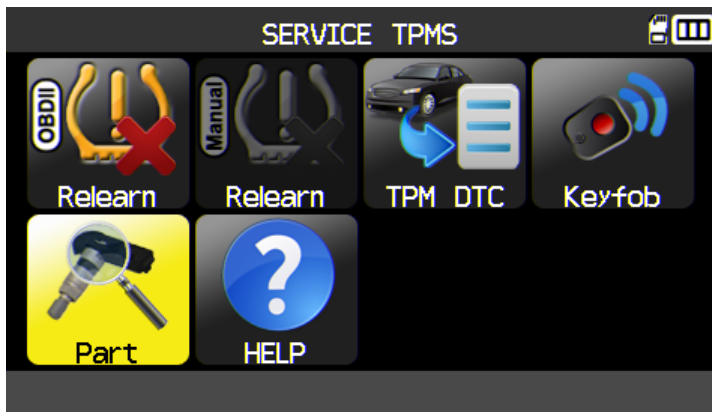 SERVICE TPMS
OBDII
Relearn
Manual
Relearn
TPM DTC
Keyfob
Part
?
HELP